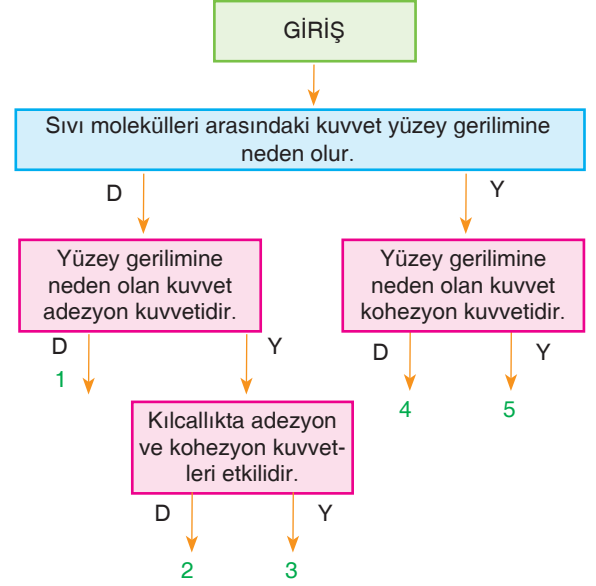 GİRİŞ
Sıvı molekülleri arasındaki kuvvet yüzey gerilimine
neden olur.
D
Y
Yüzey gerilimine
neden olan kuvvet
adezyon kuvvetidir.
Yüzey gerilimine
neden olan kuvvet
kohezyon kuvvetidir.
D
Y
D
Y
1
4
5
Kılcallıkta adezyon
ve kohezyon kuvvet-
leri etkilidir.
D
Y
2
3